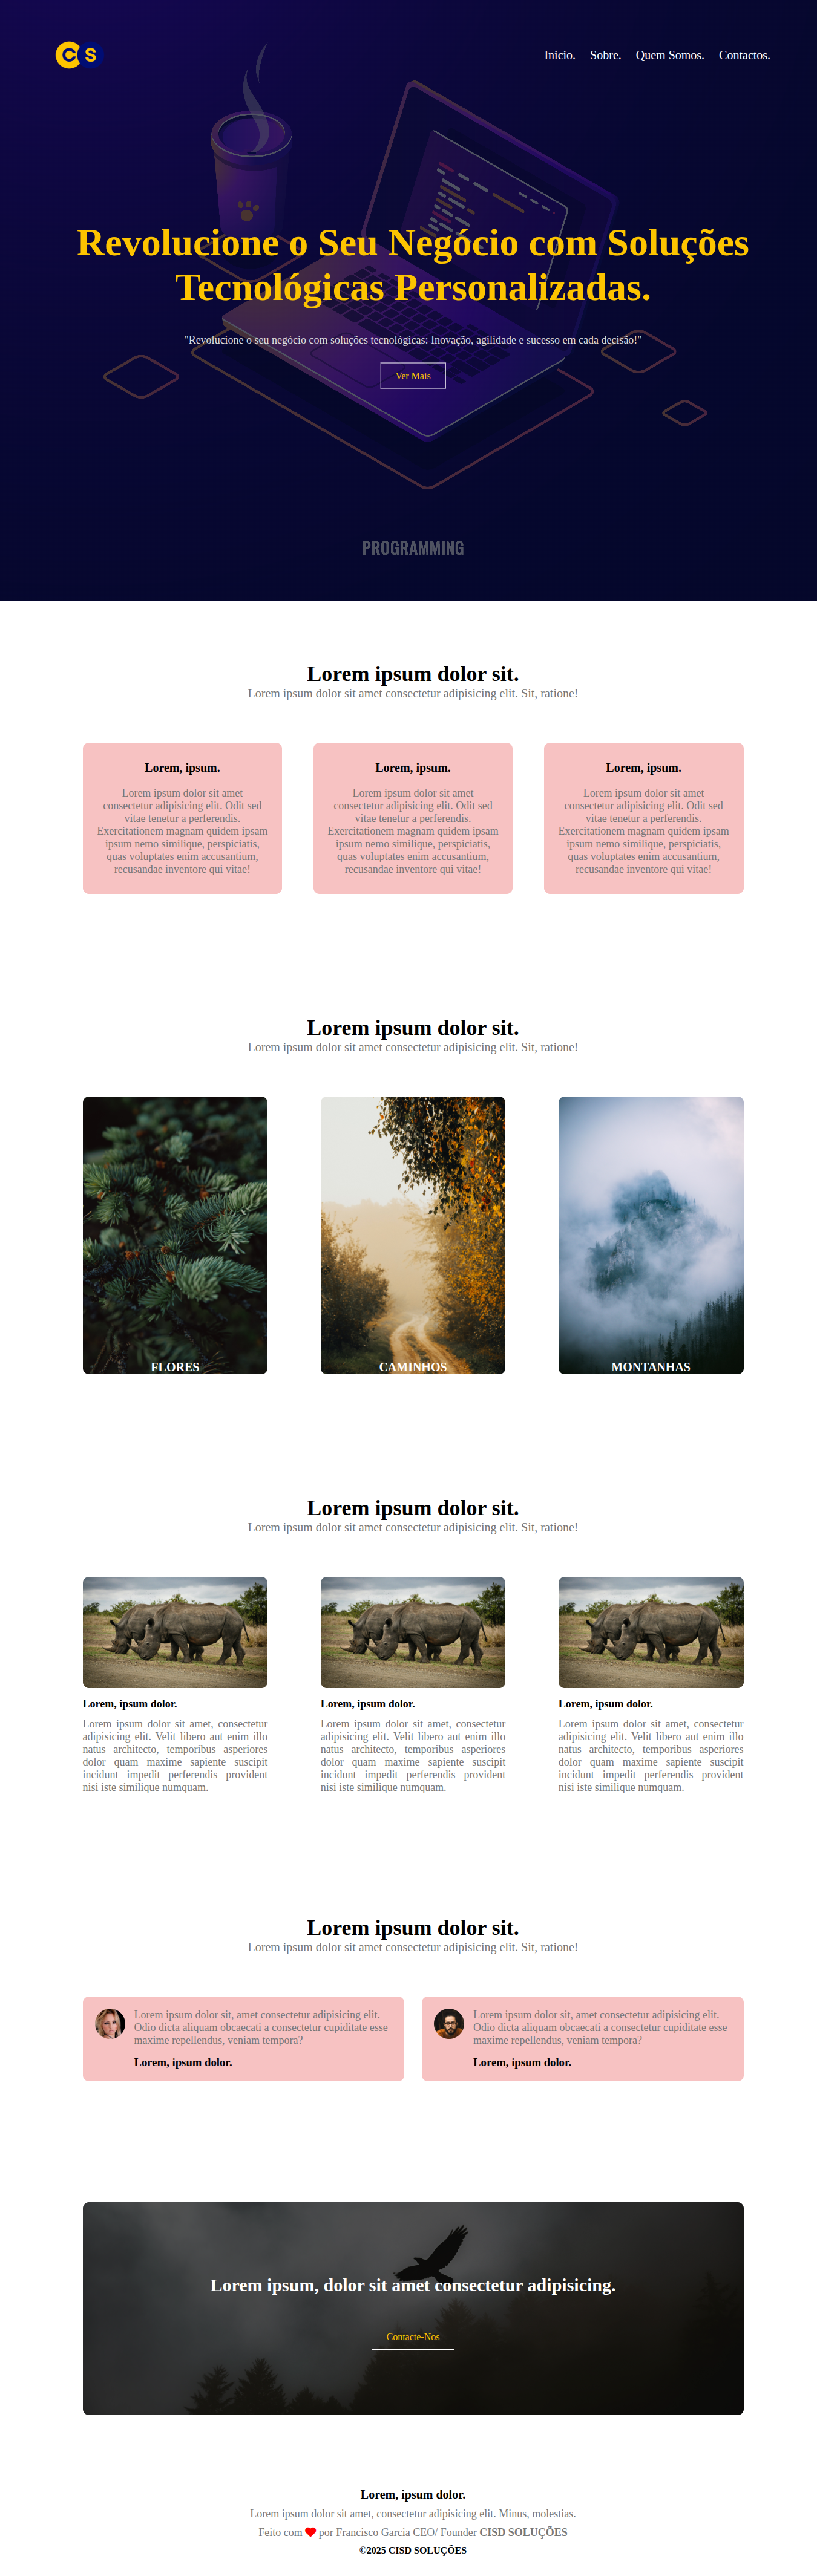 CS
Inicio. Sobre. Quem Somos. Contactos.
Revolucione o Seu Negócio com Soluções
Tecnológicas Personalizadas.
"Revolucione o seu negócio com soluções tecnológicas: Inovação, agilidade e sucesso em cada decisão!"
Ver Mais
PROGRAMMING
Lorem ipsum dolor sit.
Lorem ipsum dolor sit amet consectetur adipisicing elit. Sit, ratione!
Lorem, ipsum.
Lorem ipsum dolor sit amet
consectetur adipisicing elit. Odit sed
vitae tenetur a perferendis.
Exercitationem magnam quidem ipsam
ipsum nemo similique, perspiciatis,
quas voluptates enim accusantium,
recusandae inventore qui vitae!
Lorem, ipsum.
Lorem ipsum dolor sit amet
consectetur adipisicing elit. Odit sed
vitae tenetur a perferendis.
Exercitationem magnam quidem ipsam
ipsum nemo similique, perspiciatis,
quas voluptates enim accusantium,
recusandae inventore qui vitae!
Lorem, ipsum.
Lorem ipsum dolor sit amet
consectetur adipisicing elit. Odit sed
vitae tenetur a perferendis.
Exercitationem magnam quidem ipsam
ipsum nemo similique, perspiciatis,
quas voluptates enim accusantium,
recusandae inventore qui vitae!
Lorem ipsum dolor sit.
Lorem ipsum dolor sit amet consectetur adipisicing elit. Sit, ratione!
FLORES
CAMINHOS
MONTANHAS
Lorem ipsum dolor sit.
Lorem ipsum dolor sit amet consectetur adipisicing elit. Sit, ratione!
Lorem, ipsum dolor.
Lorem ipsum dolor sit amet, consectetur
adipisicing elit. Velit libero aut enim illo
natus architecto, temporibus asperiores
dolor quam maxime sapiente suscipit
incidunt impedit perferendis provident
nisi iste similique numquam.
Lorem, ipsum dolor.
Lorem ipsum dolor sit amet, consectetur
adipisicing elit. Velit libero aut enim illo
natus architecto, temporibus asperiores
dolor quam maxime sapiente suscipit
incidunt impedit perferendis provident
nisi iste similique numquam.
Lorem, ipsum dolor.
Lorem ipsum dolor sit amet, consectetur
adipisicing elit. Velit libero aut enim illo
natus architecto, temporibus asperiores
dolor quam maxime sapiente suscipit
incidunt impedit perferendis provident
nisi iste similique numquam.
Lorem ipsum dolor sit.
Lorem ipsum dolor sit amet consectetur adipisicing elit. Sit, ratione!
Lorem ipsum dolor sit, amet consectetur adipisicing elit.
Odio dicta aliquam obcaecati a consectetur cupiditate esse
maxime repellendus, veniam tempora?
Lorem, ipsum dolor.
Lorem ipsum dolor sit, amet consectetur adipisicing elit.
Odio dicta aliquam obcaecati a consectetur cupiditate esse
maxime repellendus, veniam tempora?
Lorem, ipsum dolor.
Lorem ipsum, dolor sit amet consectetur adipisicing.
Contacte-Nos
Lorem, ipsum dolor.
Lorem ipsum dolor sit amet, consectetur adipisicing elit. Minus, molestias.
Feito com ❤ por Francisco Garcia CEO/ Founder CISD SOLUÇÕES
©2025 CISD SOLUÇÕES